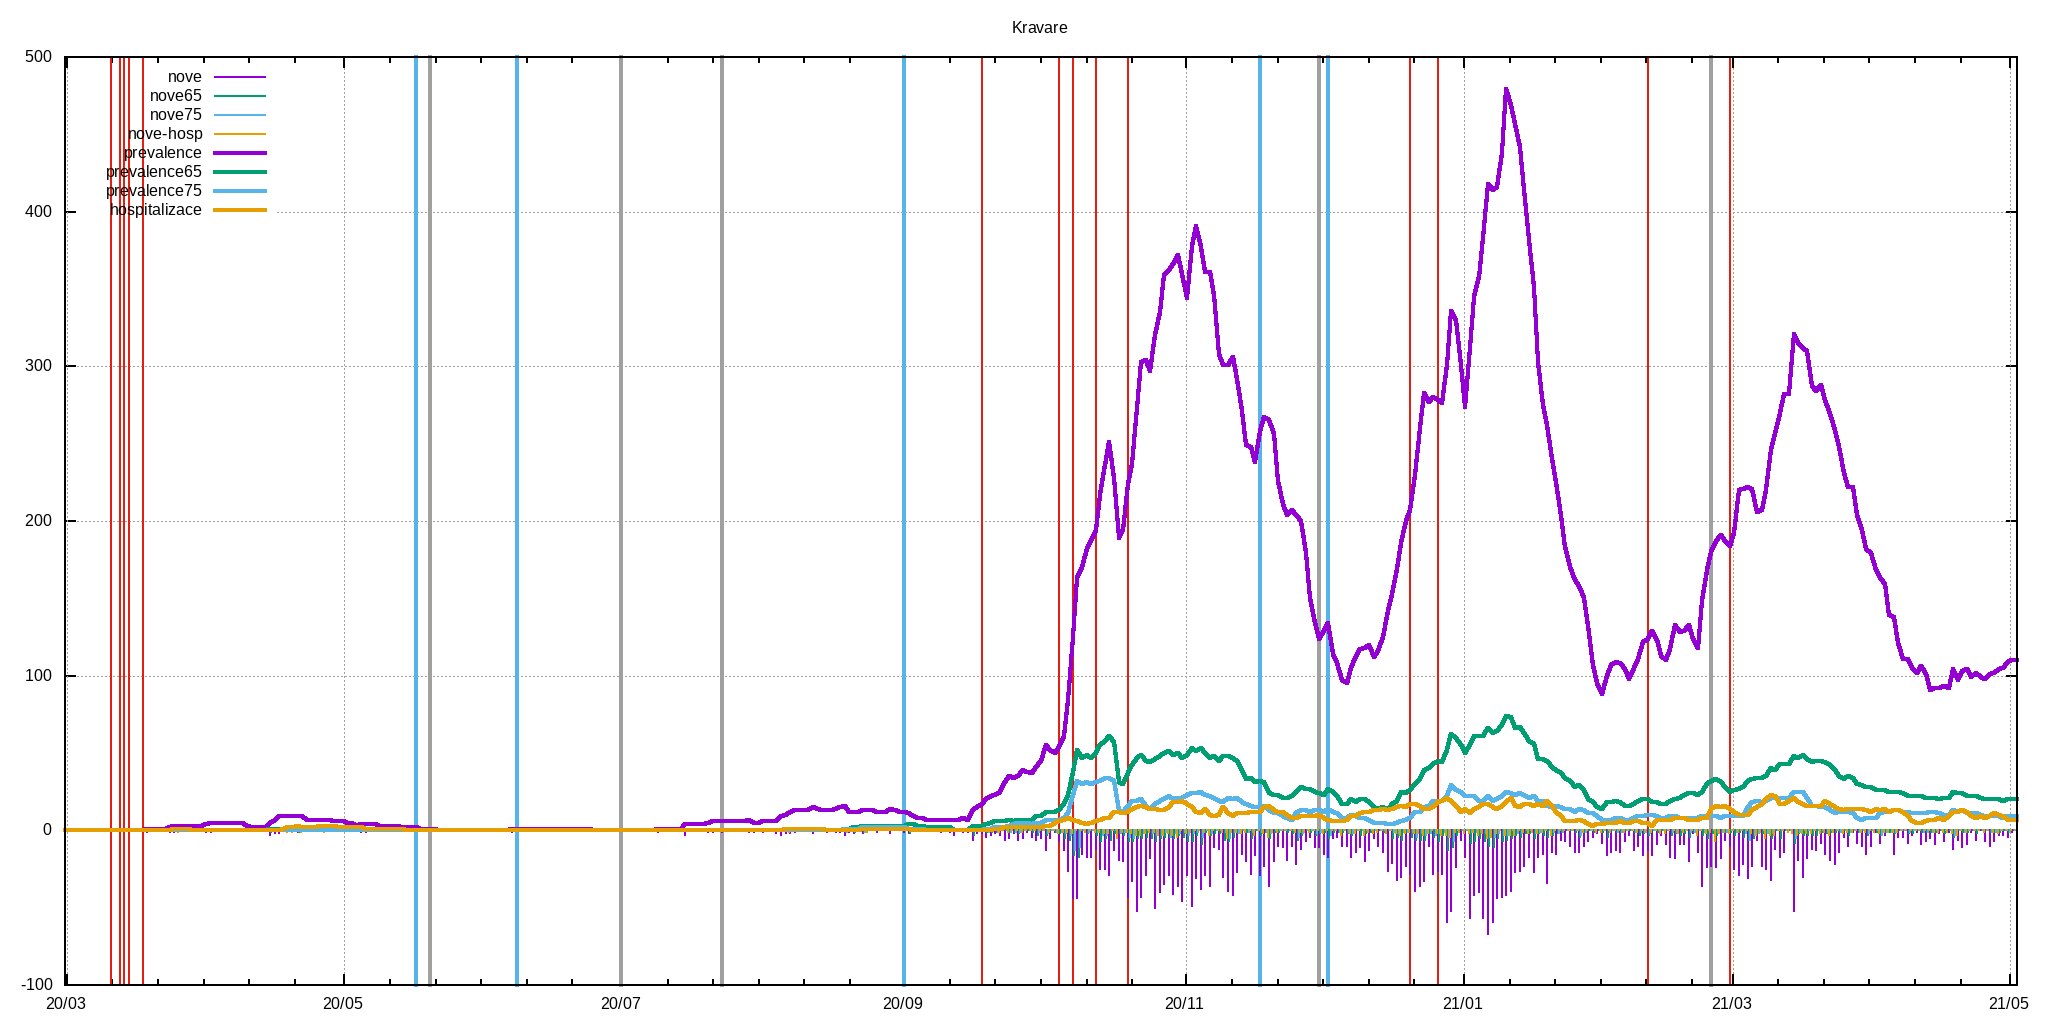 Kravare
500
400
300
200
100
0
-100
nove
nove65
nove75
nove-hosp
prevalence
prevalence65
prevalence75
hospitalizace
20/03 20/05 20/07 20/09 20/11 21/01 21/03 21/05